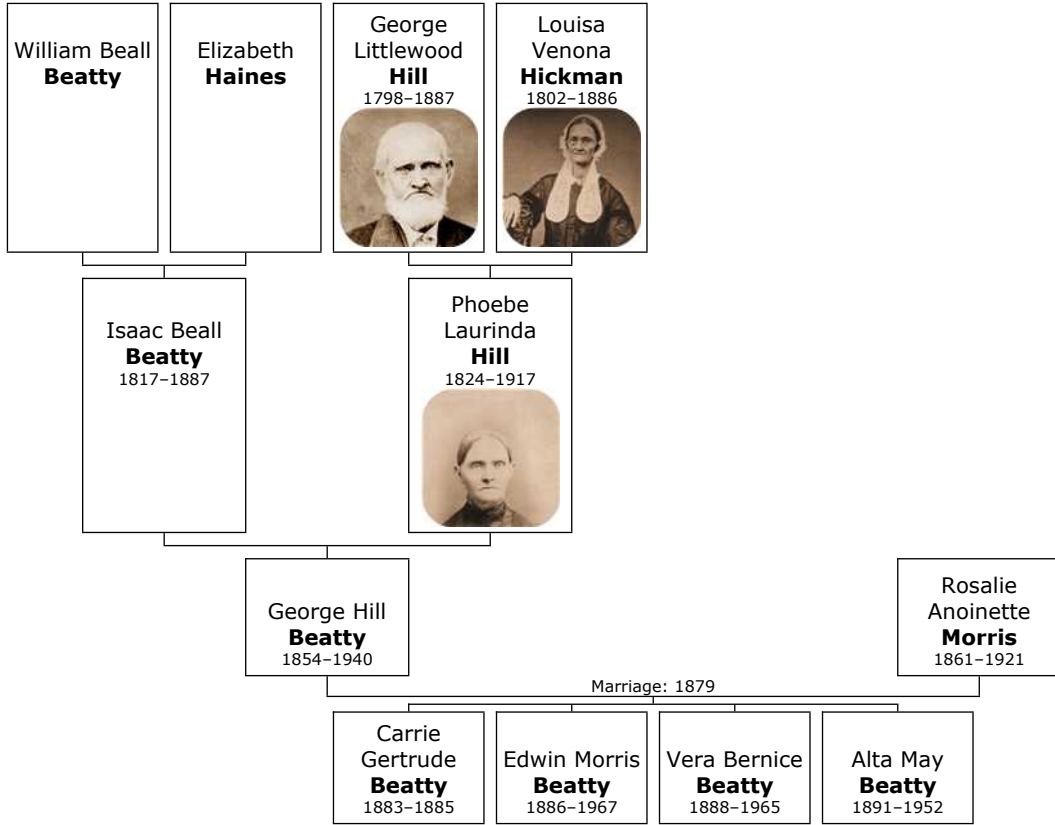 William Beall
Beatty
Elizabeth
Haines
George
Littlewood
Hill
1798–1887
Louisa
Venona
Hickman
1802–1886
Isaac Beall
Beatty
1817–1887
Phoebe
Laurinda
Hill
1824–1917
George Hill
Beatty
1854–1940
Rosalie
Anoinette
Morris
1861–1921
Marriage: 1879
Carrie
Gertrude
Beatty
1883–1885
Edwin Morris
Beatty
1886–1967
Vera Bernice
Beatty
1888–1965
Alta May
Beatty
1891–1952